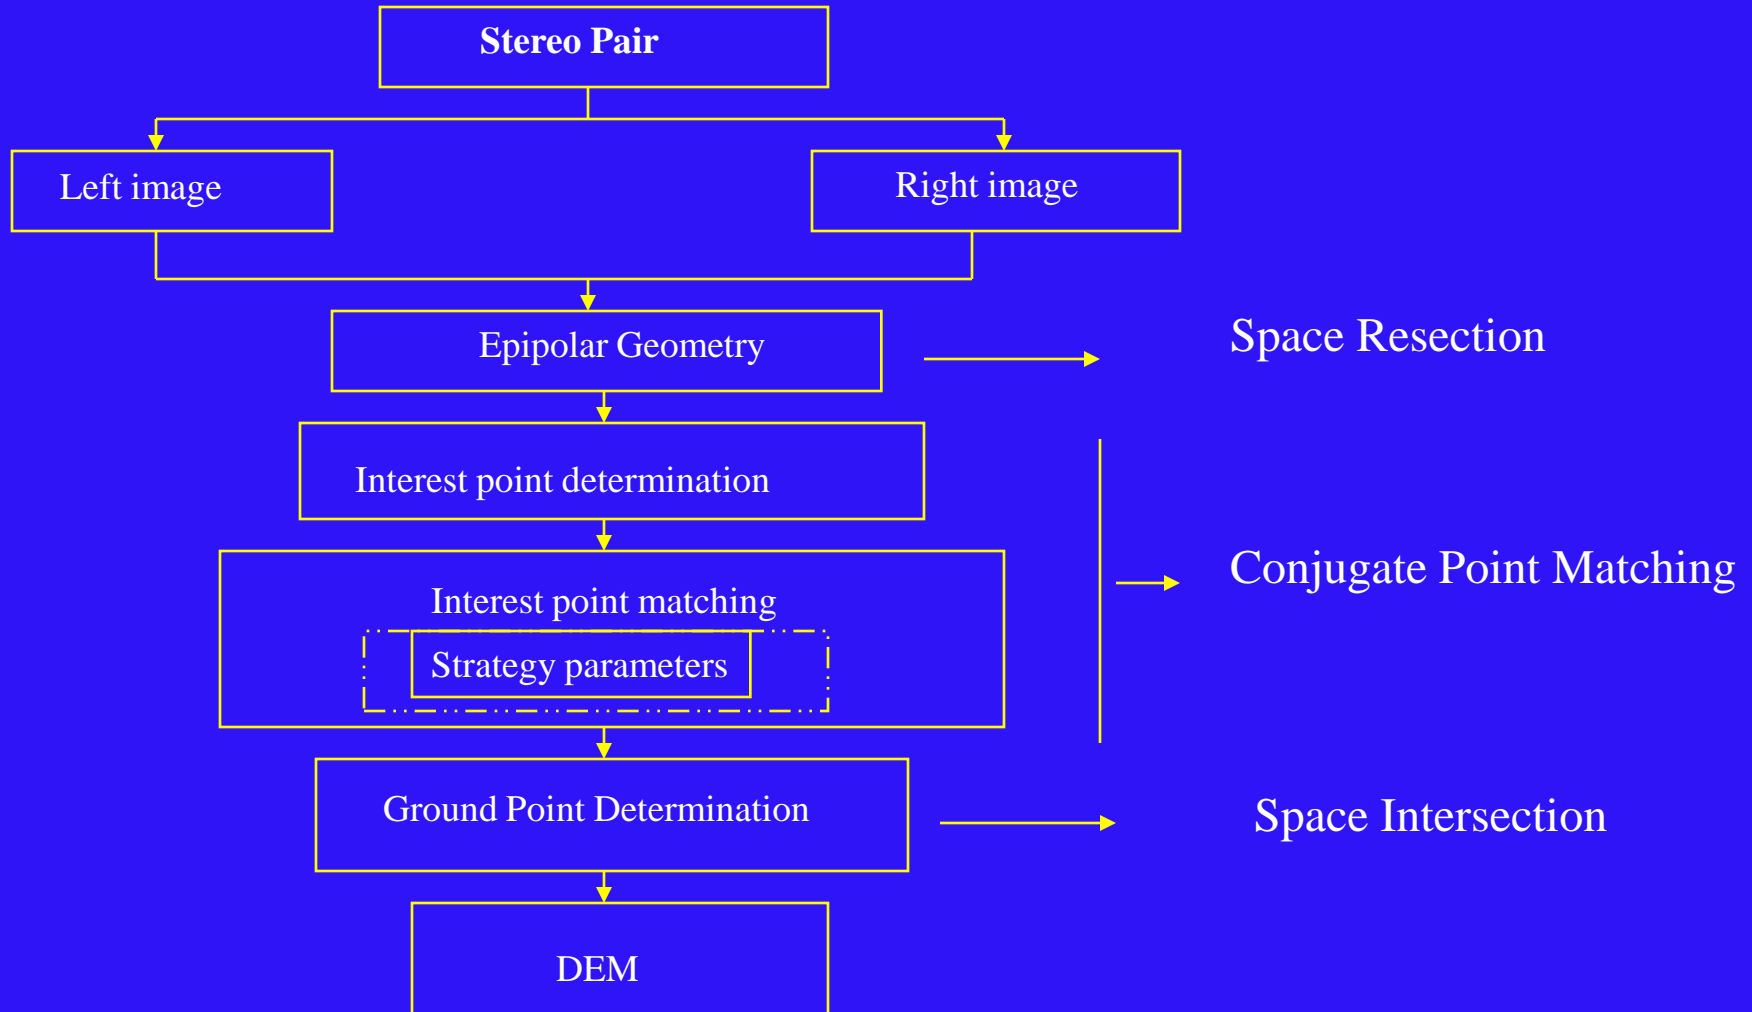 Stereo Pair
Left image
Right image
Epipolar Geometry
Space Resection
Interest point determination
Interest point matching
Conjugate Point Matching
Strategy parameters
Ground Point Determination
Space Intersection
DEM